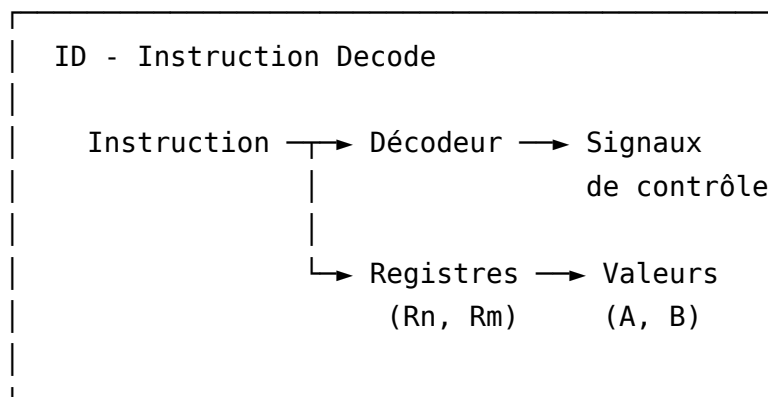 ID - Instruction Decode
Instruction Décodeur Signaux
de contrôle
Registres Valeurs
(Rn, Rm) (A, B)